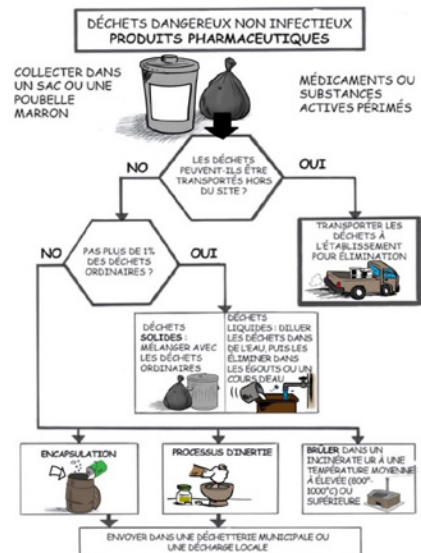 DÉCHETS DANGEREUX NON INFECTIEUX
PRODUITS PHARMACEUTIQUES
COLLECTER DANS
UN SAC OU UNE
POUBELLE
MARRON
MÉDICAMENTS OU
SUBSTANCES
ACTIVES PÉRIMÉS
NO
LES DÉCHETS
PEUVENT-ILS ÊTRE
TRANSPORTÉS HORS
DU SITE ?
OUI
TRANSPORTER LES
DÉCHETS À
L'ÉTABLISSEMENT
POUR ÉLIMINATION
NO
PAS PLUS DE 1%
DES DÉCHETS
ORDINAIRES ?
OUI
DÉCHETS
SOLIDES :
MÉLANGER AVEC
LES DÉCHETS
ORDINAIRES
DÉCHETS
LIQUIDES : DILUER
LES DÉCHETS DANS
DE L'EAU, PUIS LES
ÉLIMINER DANS
LES ÉGOUTS OU UN
COURS D'EAU
ENCAPSULATION
PROCESSUS D'INERTIE
BRÛLER DANS UN
INCINÉRATE UR À UNE
TEMPÉRATURE MOYENNE
À ÉLEVÉE (800°-
1000°C) OU
SUPÉRIEURE
ENVOYER DANS UNE DÉCHETTERIE MUNICIPALE OU
UNE DÉCHARGE LOCALE